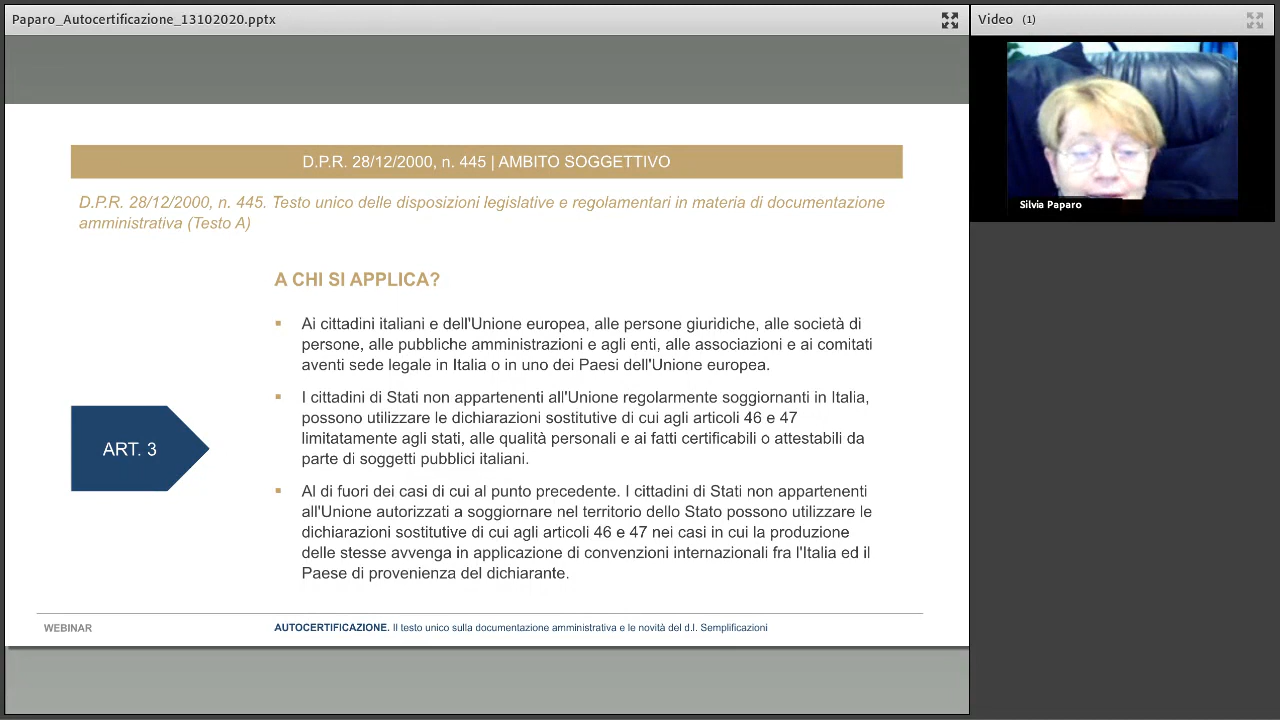 Paparo_Autocertificazione_13102020.pptx
Video (1)
Silvia Paparo
D.P.R. 28/12/2000, n. 445 | AMBITO SOGGETTIVO
D.P.R. 28/12/2000, n. 445. Testo unico delle disposizioni legislative e regolamentari in materia di documentazione
amministrativa (Testo A)
A CHI SI APPLICA?
▪ Ai cittadini italiani e dell'Unione europea, alle persone giuridiche, alle società di
persone, alle pubbliche amministrazioni e agli enti, alle associazioni e ai comitati
aventi sede legale in Italia o in uno dei Paesi dell'Unione europea.
▪ I cittadini di Stati non appartenenti all'Unione regolarmente soggiornanti in Italia,
possono utilizzare le dichiarazioni sostitutive di cui agli articoli 46 e 47
limitatamente agli stati, alle qualità personali e ai fatti certificabili o attestabili da
parte di soggetti pubblici italiani.
▪ Al di fuori dei casi di cui al punto precedente. I cittadini di Stati non appartenenti
all'Unione autorizzati a soggiornare nel territorio dello Stato possono utilizzare le
dichiarazioni sostitutive di cui agli articoli 46 e 47 nei casi in cui la produzione
delle stesse avvenga in applicazione di convenzioni internazionali fra l'Italia ed il
Paese di provenienza del dichiarante.
ART. 3
WEBINAR
AUTOCERTIFICAZIONE. Il testo unico sulla documentazione amministrativa e le novità del d.l. Semplificazioni